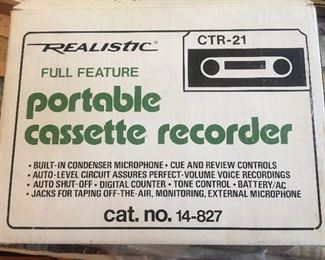 REALISTIC®
CTR-21
FULL FEATURE
portable
cassette recorder
• BUILT-IN CONDENSER MICROPHONE • CUE AND REVIEW CONTROLS
• AUTO-LEVEL CIRCUIT ASSURES PERFECT-VOLUME VOICE RECORDINGS
• AUTO SHUT-OFF • DIGITAL COUNTER • TONE CONTROL • BATTERY/AC
• JACKS FOR TAPING OFF-THE-AIR, MONITORING, EXTERNAL MICROPHONE
cat. no. 14-827